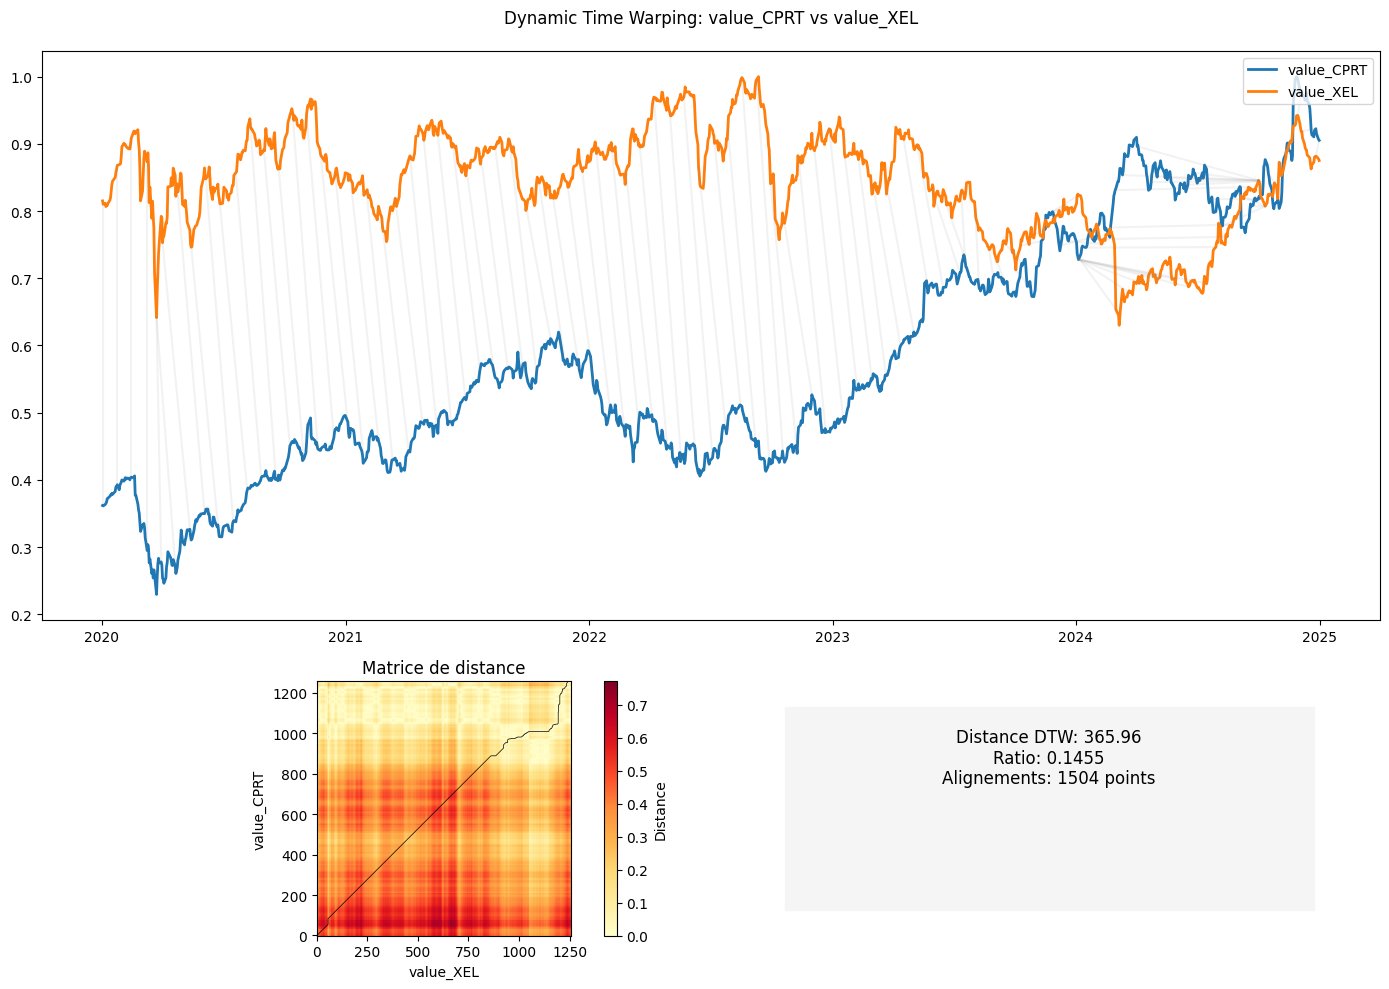 Dynamic Time Warping: value_CPRT vs value_XEL
value_CPRT
value_XEL
1.0
0.9
0.8
0.7
0.6
0.5
0.4
0.3
0.2
2020 2021 2022 2023 2024 2025
Matrice de distance
value_CPRT
1200
1000
800
600
400
200
0
0 250 500 750 1000 1250
value_XEL
0.7
0.6
0.5
0.4
0.3
0.2
0.1
0.0
Distance
Distance DTW: 365.96
Ratio: 0.1455
Alignements: 1504 points